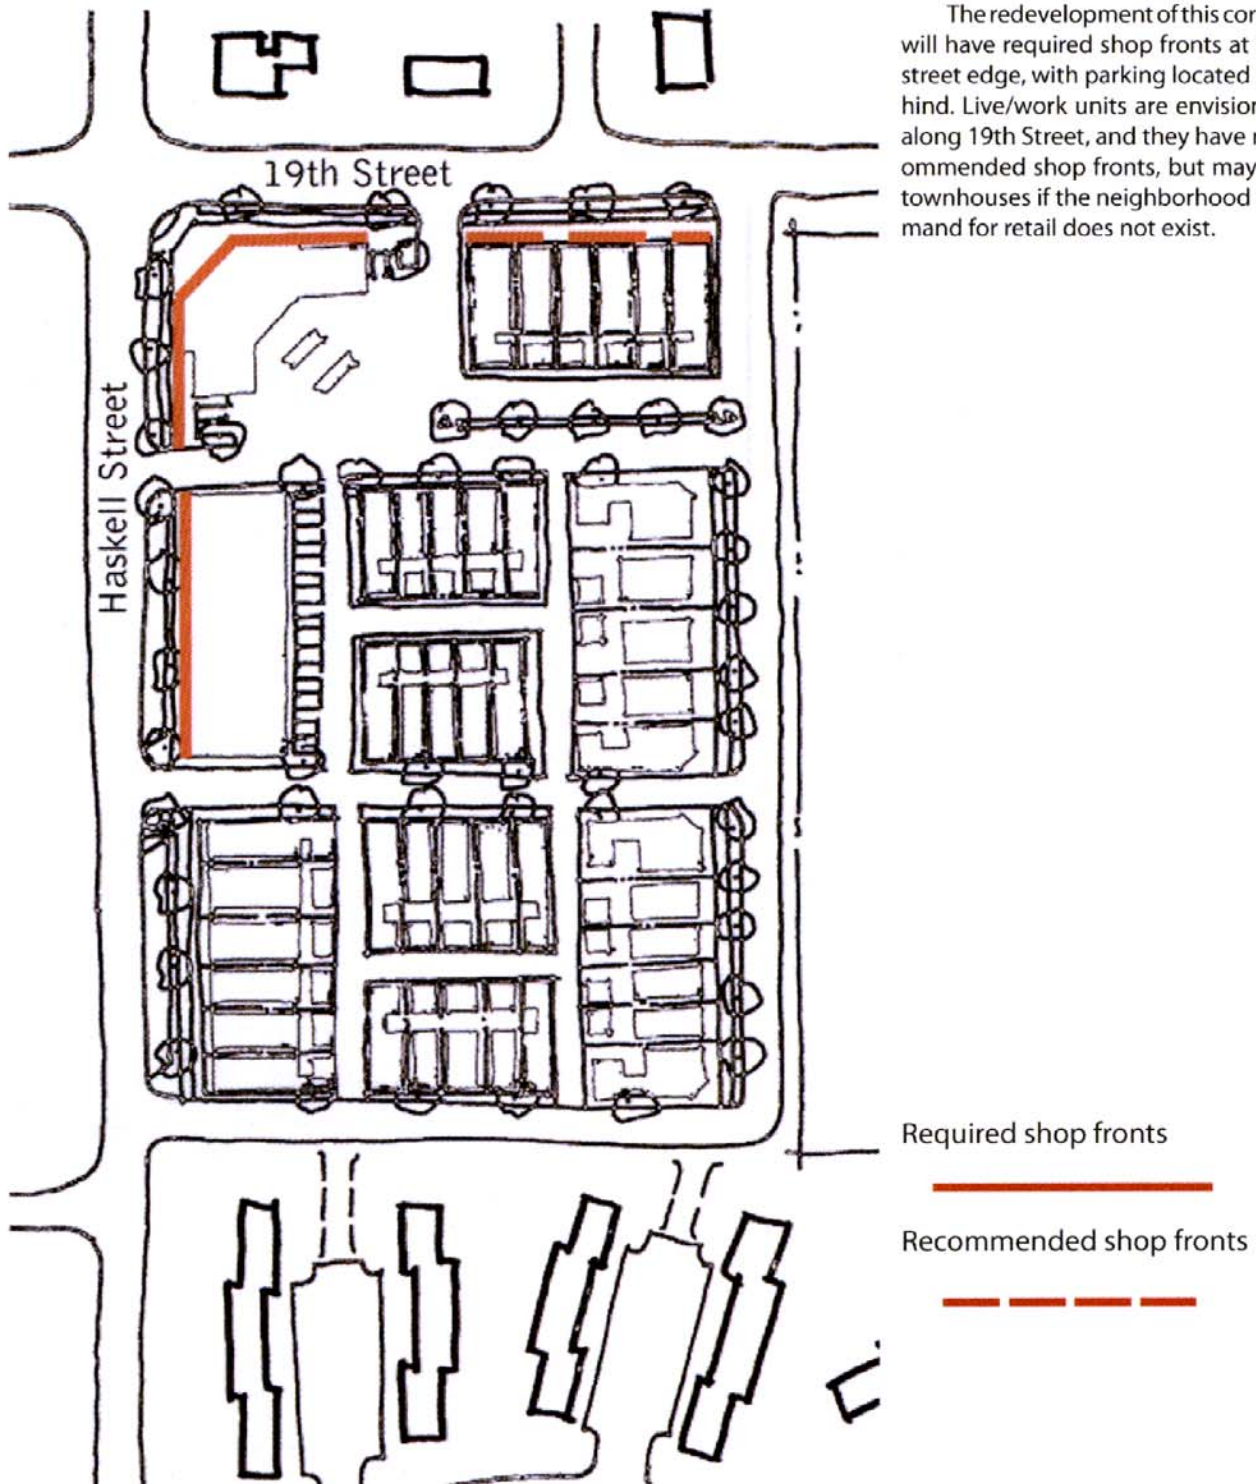 The redevelopment of this cor
will have required shop fronts at
street edge, with parking located
hind. Live/work units are envision
along 19th Street, and they have r
ommended shop fronts, but may
townhouses if the neighborhood
mand for retail does not exist.
19th Street
Haskell Street
Required shop fronts
Recommended shop fronts